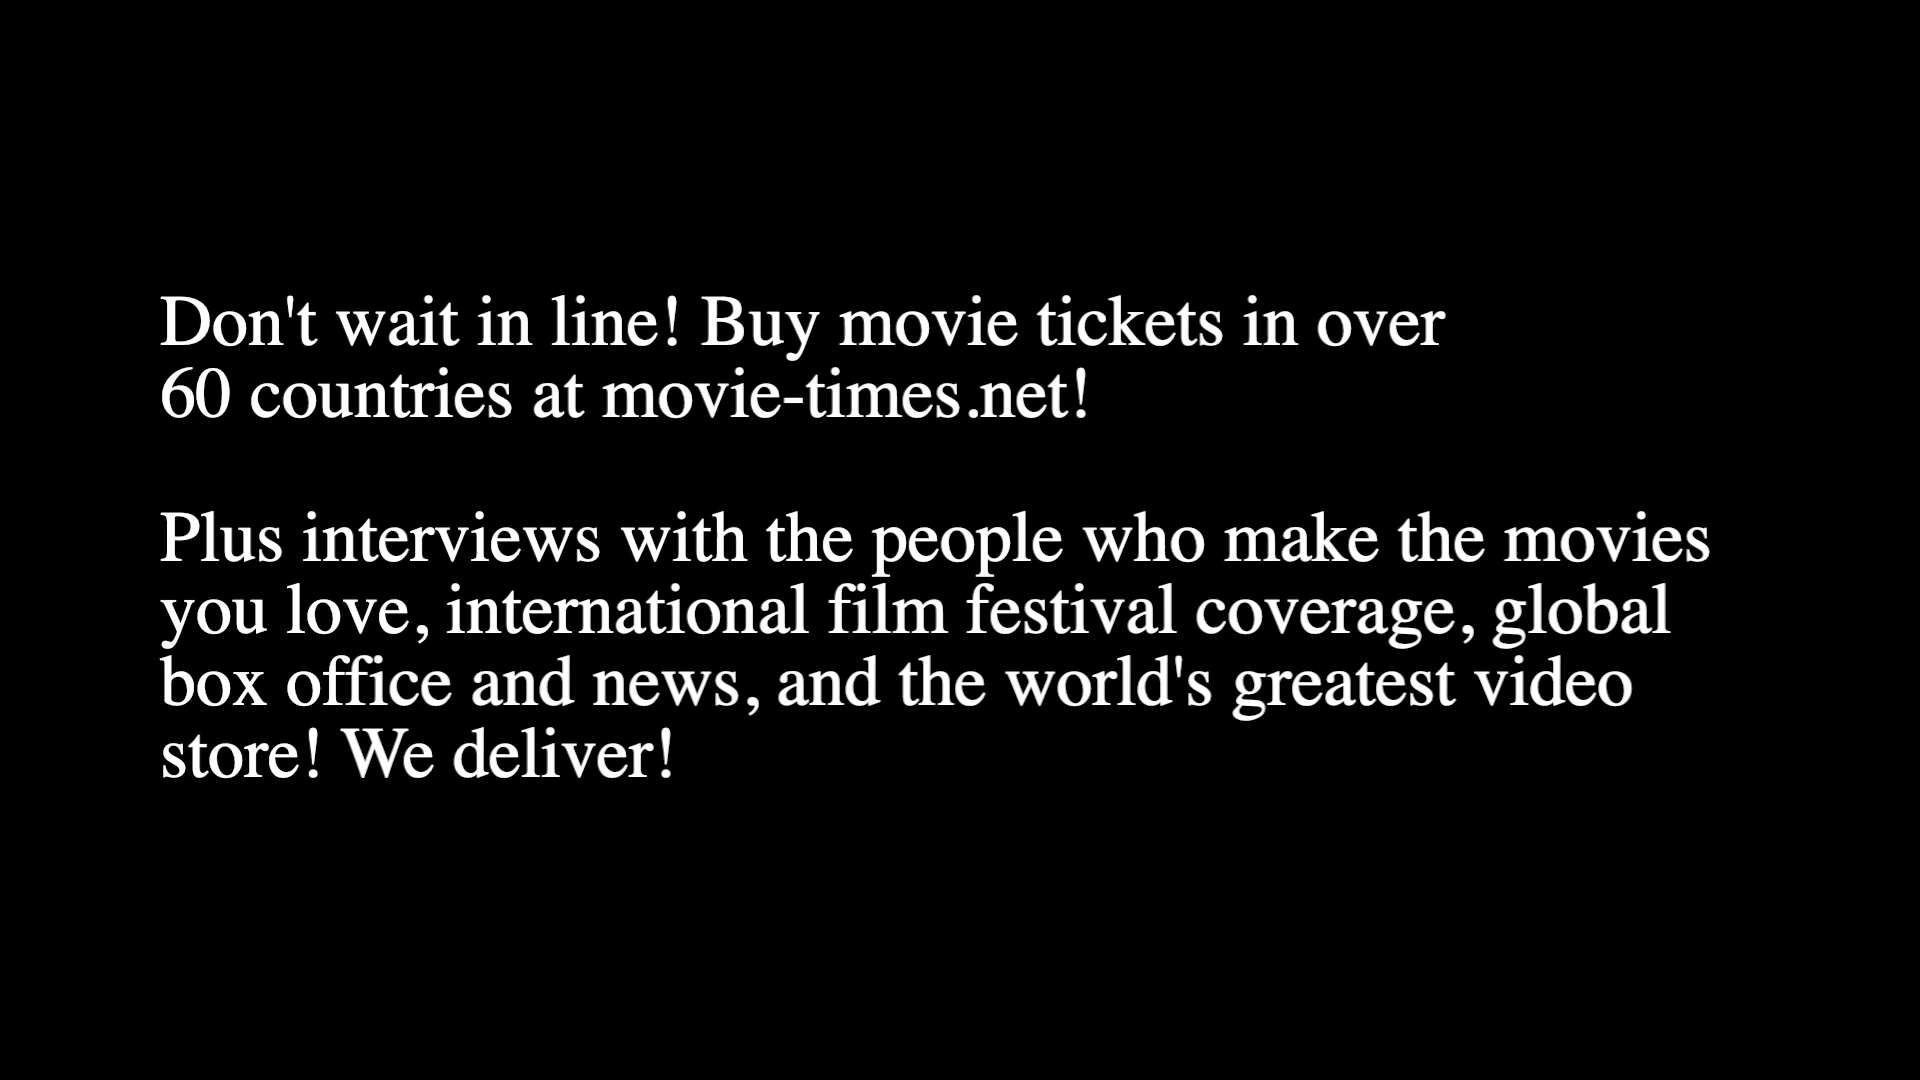 Don't wait in line! Buy movie tickets in over
60 countries at movie-times.net!
Plus interviews with the people who make the movies
you love, international film festival coverage, global
box office and news, and the world's greatest video
store! We deliver!